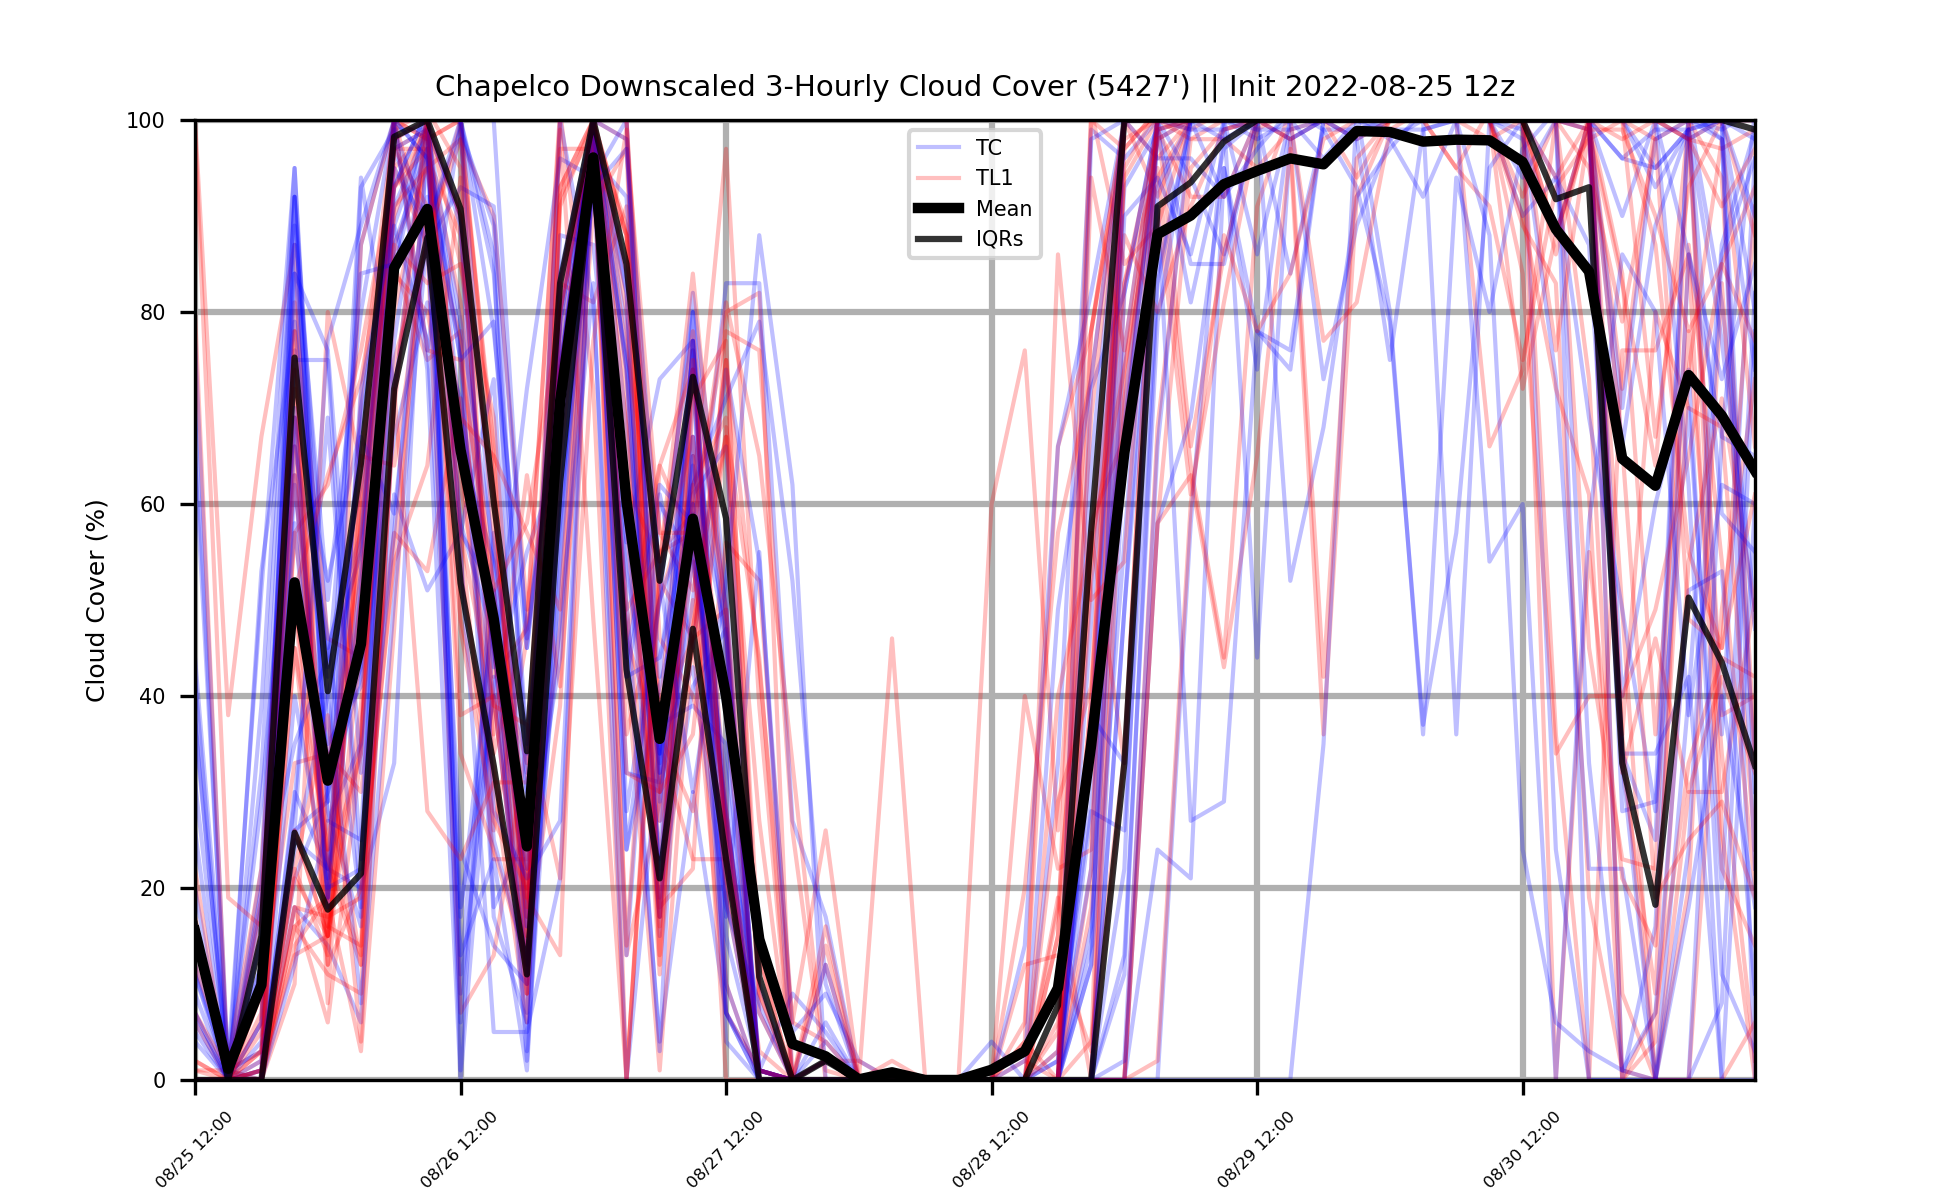 Chapelco Downscaled 3-Hourly Cloud Cover (5427') || Init 2022-08-25 12z
100
80
60
40
20
0
Cloud Cover (%)
TC
TL1
Mean
IQRs
08/25 12:00
08/26 12:00
08/27 12:00
08/28 12:00
08/29 12:00
08/30 12:00